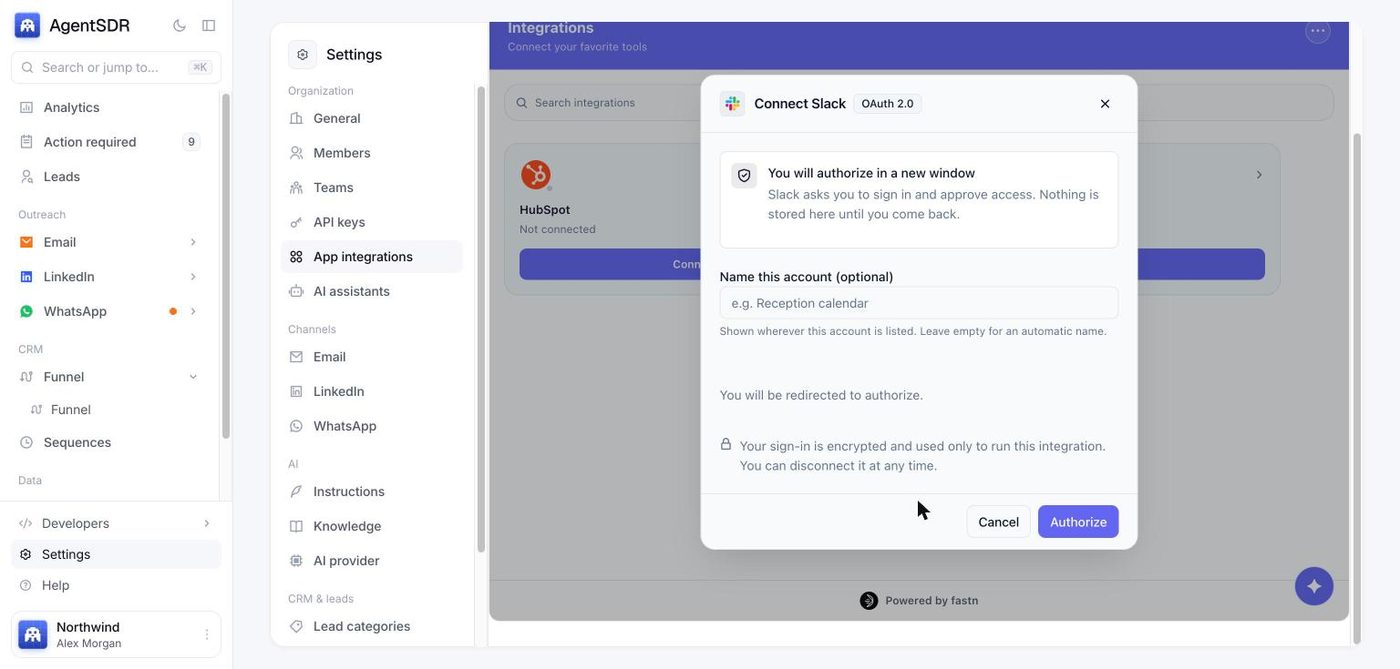 AgentSDR
Search or jump to...
⌘K
Analytics
Action required
9
Leads
Outreach
Email
LinkedIn
WhatsApp
CRM
Funnel
Funnel
Sequences
Data
Developers
Settings
Help
Northwind
Alex Morgan
Settings
Organization
General
Members
Teams
API keys
App integrations
AI assistants
Channels
Email
LinkedIn
WhatsApp
AI
Instructions
Knowledge
AI provider
CRM & leads
Lead categories
Integrations
Connect your favorite tools
Search integrations
HubSpot
Not connected
Connect Slack
OAuth 2.0
You will authorize in a new window
Slack asks you to sign in and approve access. Nothing is
stored here until you come back.
Name this account (optional)
e.g. Reception calendar
Shown wherever this account is listed. Leave empty for an automatic name.
You will be redirected to authorize.
Your sign-in is encrypted and used only to run this integration.
You can disconnect it at any time.
Cancel
Authorize
Powered by fastn